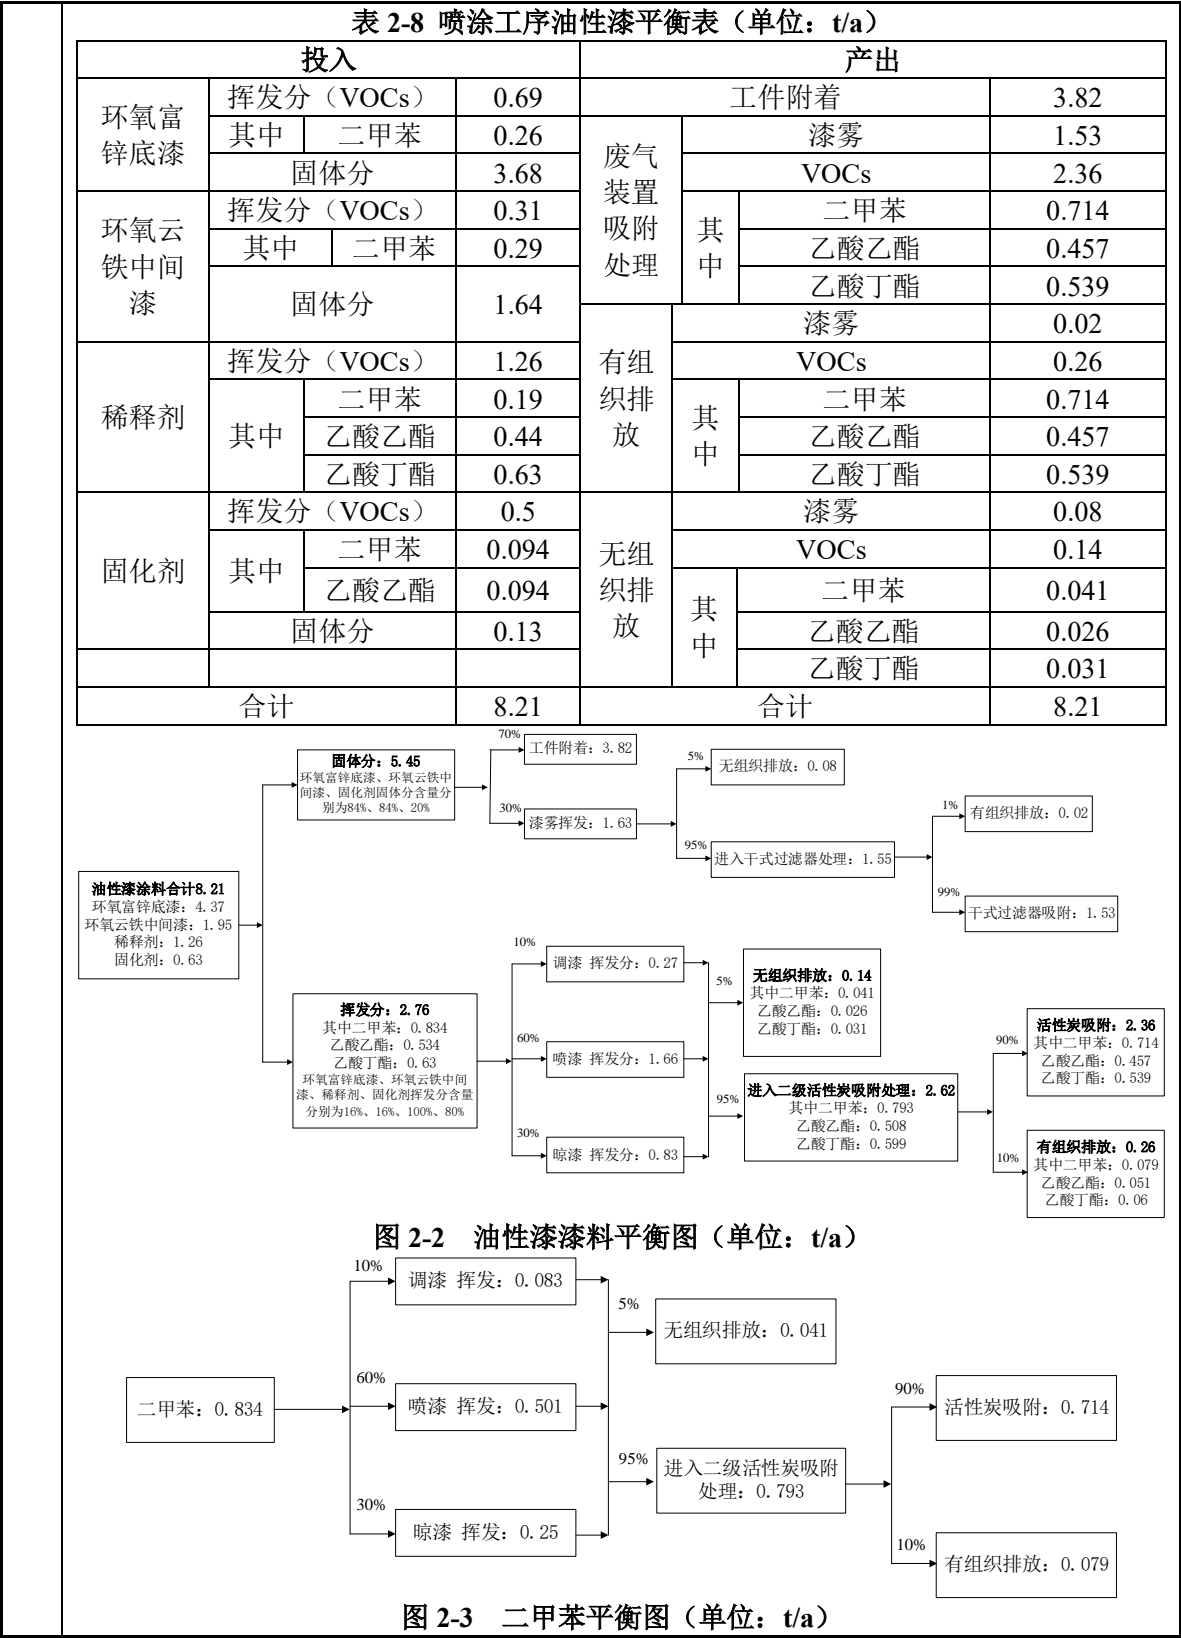 表 2-8 喷涂工序油性漆平衡表（单位：t/a）
投入 产出
环氧富锌底漆 挥发分（VOCs） 0.69 工件附着 3.82
其中 二甲苯 0.26 废气装置吸附处理 漆雾 1.53
固体分 3.68 VOCs 2.36
环氧云铁中间漆 挥发分（VOCs） 0.31 其中 二甲苯 0.714
其中 二甲苯 0.29 乙酸乙酯 0.457
固体分 1.64 乙酸丁酯 0.539
有组织排放 漆雾 0.02
稀释剂 挥发分（VOCs） 1.26 VOCs 0.26
其中 二甲苯 0.19 其中 二甲苯 0.714
乙酸乙酯 0.44 乙酸乙酯 0.457
乙酸丁酯 0.63 乙酸丁酯 0.539
固化剂 挥发分（VOCs） 0.5 无组织排放 漆雾 0.08
其中 二甲苯 0.094 VOCs 0.14
乙酸乙酯 0.094 其中 二甲苯 0.041
固体分 0.13 乙酸乙酯 0.026
乙酸丁酯 0.031
合计 8.21 合计 8.21
油性漆涂料合计8.21
环氧富锌底漆：4.37
环氧云铁中间漆：1.95
稀释剂：1.26
固化剂：0.63
固体分：5.45
环氧富锌底漆、环氧云铁中
间漆、固化剂固体分含量分
别为84%、84%、20%
70%
工件附着：3.82
30%
漆雾挥发：1.63
5%
无组织排放：0.08
95%
进入干式过滤器处理：1.55
1%
有组织排放：0.02
99%
干式过滤器吸附：1.53
挥发分：2.76
其中二甲苯：0.834
乙酸乙酯：0.534
乙酸丁酯：0.63
环氧富锌底漆、环氧云铁中间
漆、稀释剂、固化剂挥发分含量
分别为16%、16%、100%、80%
10%
调漆 挥发分：0.27
60%
喷漆 挥发分：1.66
30%
晾漆 挥发分：0.83
5%
无组织排放：0.14
其中二甲苯：0.041
乙酸乙酯：0.026
乙酸丁酯：0.031
95%
进入二级活性炭吸附处理：2.62
其中二甲苯：0.793
乙酸乙酯：0.508
乙酸丁酯：0.599
90%
活性炭吸附：2.36
其中二甲苯：0.714
乙酸乙酯：0.457
乙酸丁酯：0.539
10%
有组织排放：0.26
其中二甲苯：0.079
乙酸乙酯：0.051
乙酸丁酯：0.06
图 2-2 油性漆漆料平衡图（单位：t/a）
二甲苯：0.834
10%
调漆 挥发：0.083
60%
喷漆 挥发：0.501
30%
晾漆 挥发：0.25
5%
无组织排放：0.041
95%
进入二级活性炭吸附
处理：0.793
90%
活性炭吸附：0.714
10%
有组织排放：0.079
图 2-3 二甲苯平衡图（单位：t/a）